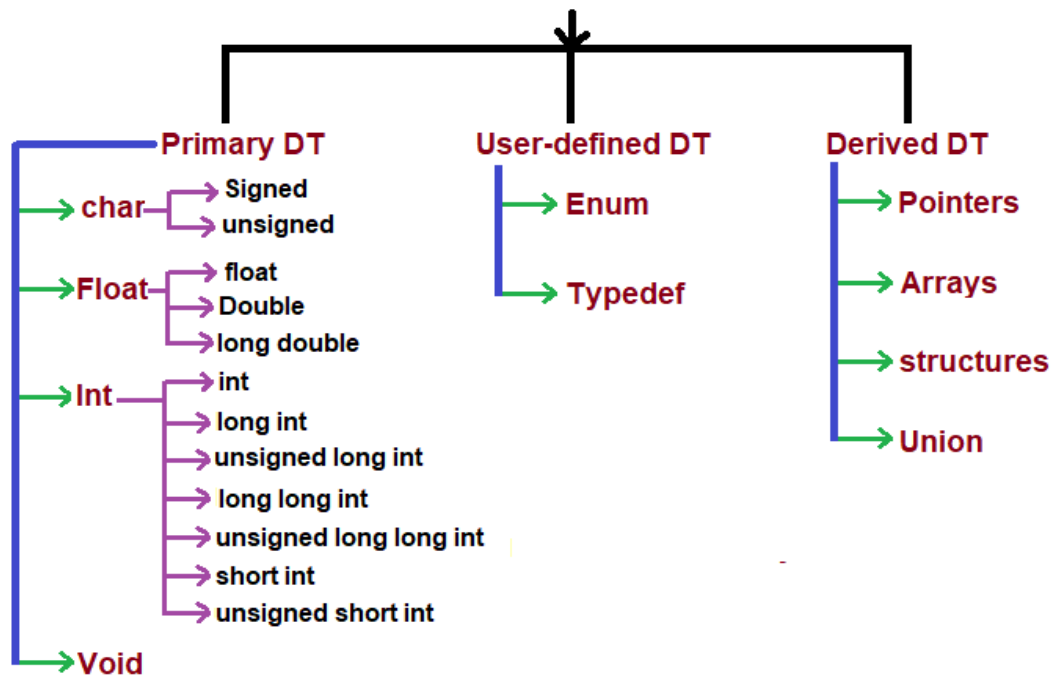 Primary DT
char
Signed
unsigned
Float
float
Double
long double
Int
int
long int
unsigned long int
long long int
unsigned long long int
short int
unsigned short int
Void
User-defined DT
Enum
Typedef
Derived DT
Pointers
Arrays
structures
Union